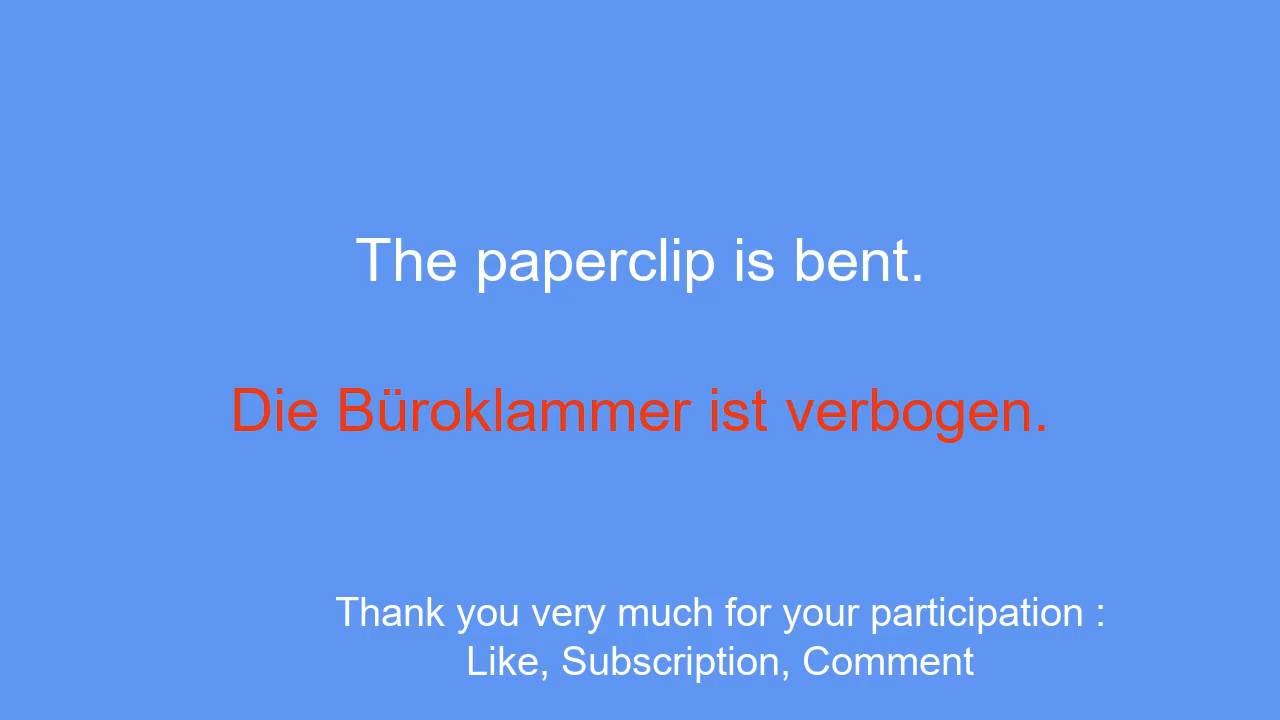 The paperclip is bent.
Die Büroklammer ist verbogen.
Thank you very much for your participation :
Like, Subscription, Comment